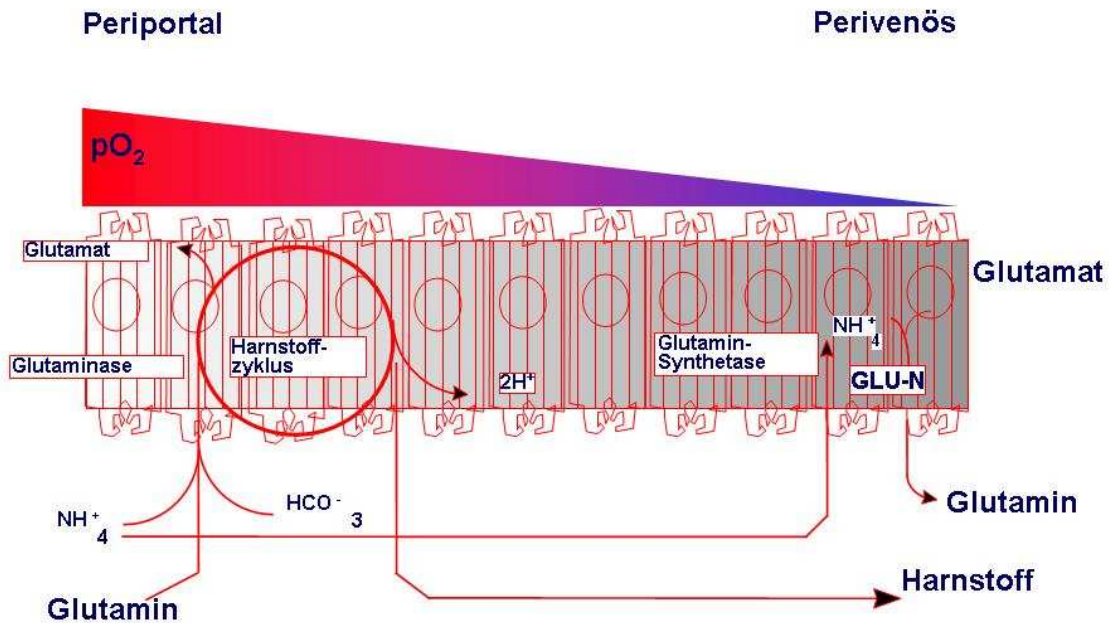 Periportal
Perivenös
pO₂
Glutamat
Glutamat
Glutaminase
Harnstoff-
zyklus
2H⁺
Glutamin-
Synthetase
NH₄⁺
GLU-N
NH₄⁺
HCO₃⁻
Glutamin
Harnstoff
Glutamin